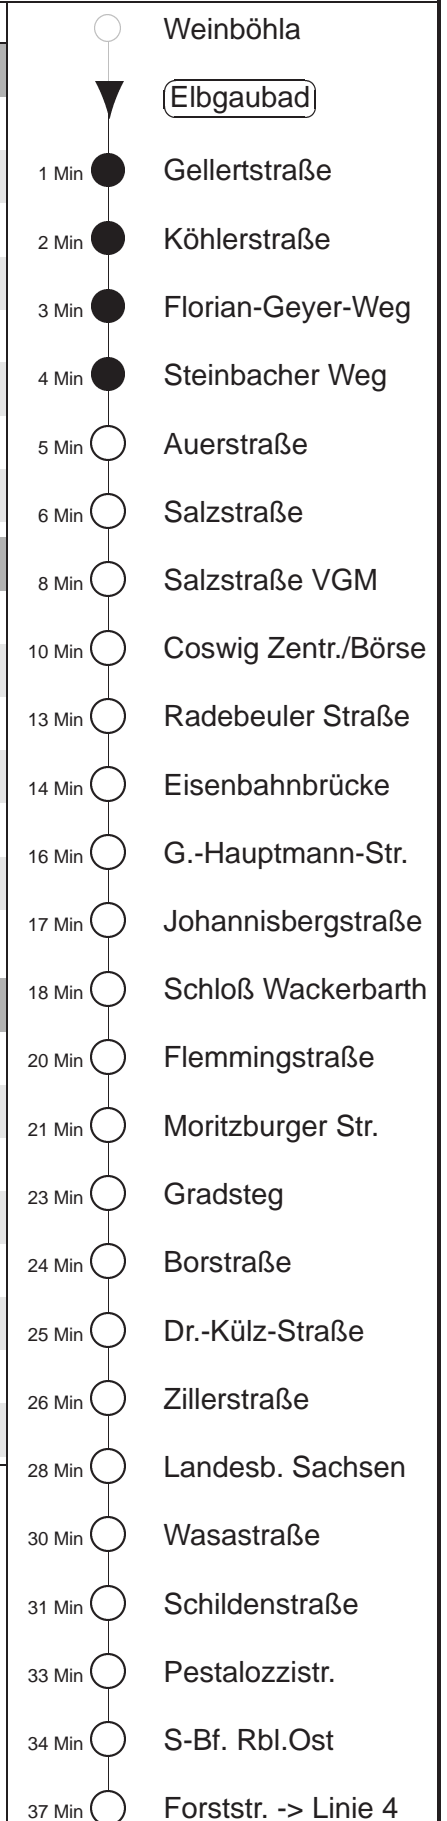 Weinböhla
Elbgaubad
1 Min Gellertstraße
2 Min Köhlerstraße
3 Min Florian-Geyer-Weg
4 Min Steinbacher Weg
5 Min Auerstraße
6 Min Salzstraße
8 Min Salzstraße VGM
10 Min Coswig Zentr./Börse
13 Min Radebeuler Straße
14 Min Eisenbahnbrücke
16 Min G.-Hauptmann-Str.
17 Min Johannisbergstraße
18 Min Schloß Wackerbarth
20 Min Flemmingstraße
21 Min Moritzburger Str.
23 Min Gradsteg
24 Min Borstraße
25 Min Dr.-Külz-Straße
26 Min Zillerstraße
28 Min Landesb. Sachsen
30 Min Wasastraße
31 Min Schildenstraße
33 Min Pestalozzistr.
34 Min S-Bf. Rbl.Ost
37 Min Forststr. -> Linie 4